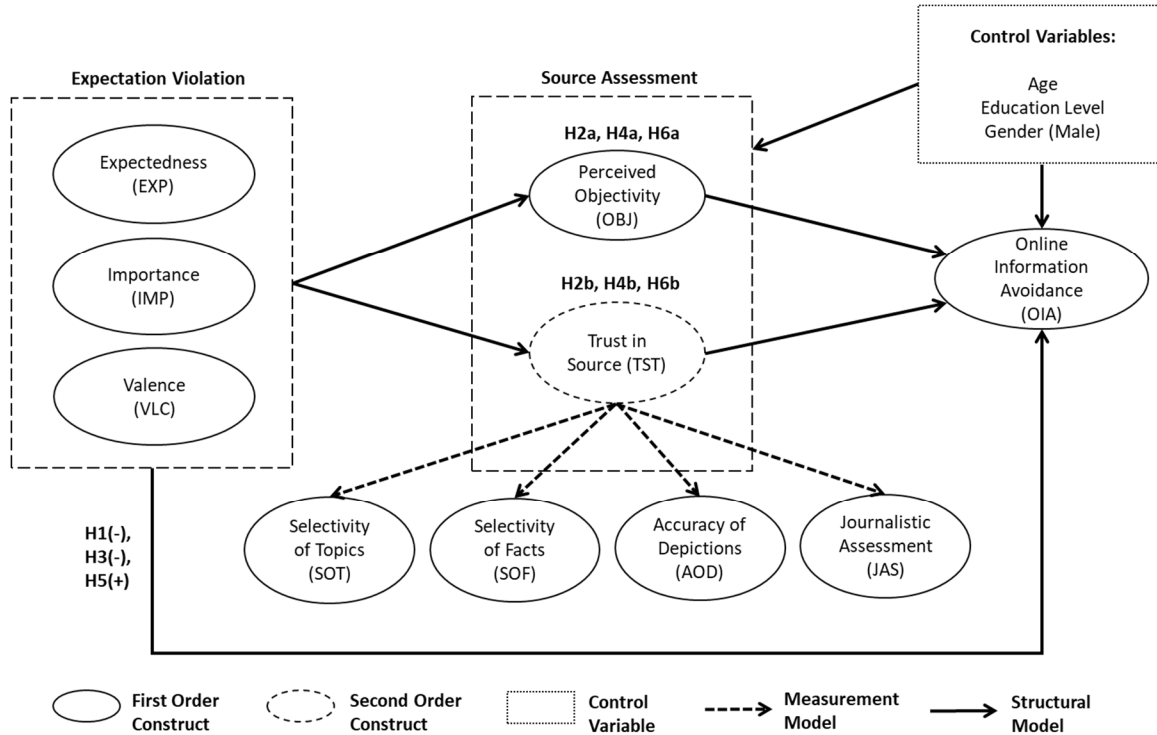 Control Variables:
Age
Education Level
Gender (Male)
Expectation Violation
Source Assessment
Expectedness
(EXP)
Importance
(IMP)
Valence
(VLC)
H2a, H4a, H6a
Perceived
Objectivity
(OBJ)
H2b, H4b, H6b
Trust in
Source (TST)
Online
Information
Avoidance
(OIA)
H1(-),
H3(-),
H5(+)
Selectivity
of Topics
(SOT)
Selectivity
of Facts
(SOF)
Accuracy of
Depictions
(AOD)
Journalistic
Assessment
(JAS)
First Order
Construct
Second Order
Construct
Control
Variable
Measurement
Model
Structural
Model